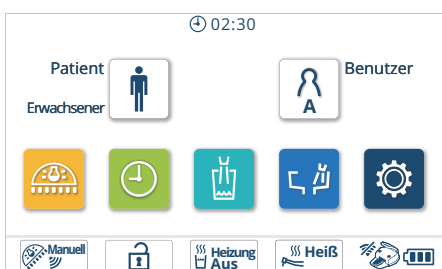 02:30
Patient
Benutzer
Erwachsener
A
Manuell
Heizung
Aus
Heiß